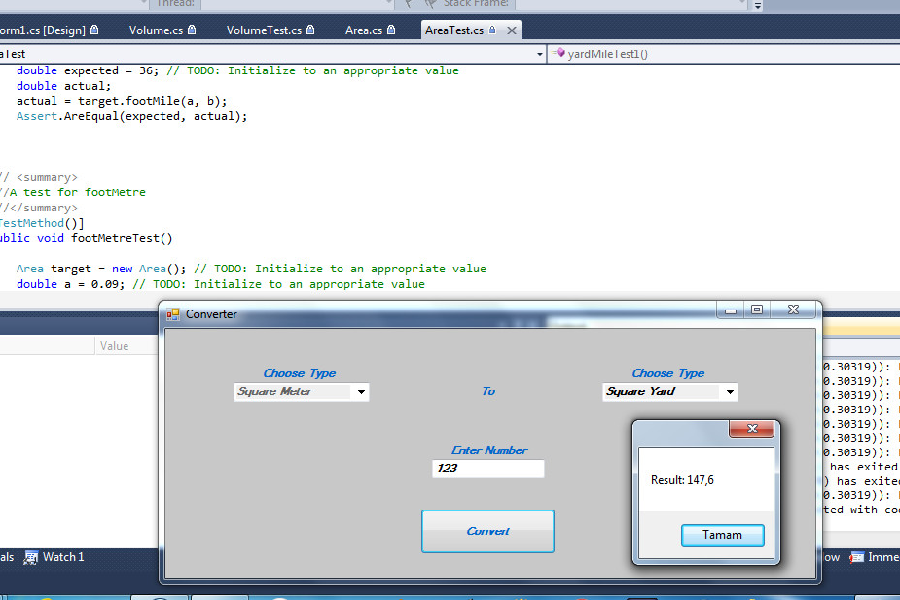 Thread: Stack Frame:
orm1.cs [Design] Volume.cs VolumeTest.cs Area.cs AreaTest.cs
aTest yardMileTest1()
double expected = 36; // TODO: Initialize to an appropriate value
double actual;
actual = target.footMile(a, b);
Assert.AreEqual(expected, actual);
// <summary>
//A test for footMetre
//</summary>
TestMethod()]
ublic void footMetreTest()
Area target = new Area(); // TODO: Initialize to an appropriate value
double a = 0.09; // TODO: Initialize to an appropriate value
Converter
Value
Choose Type Choose Type
Square Meter To Square Yard
Enter Number
123
Convert
Result: 147,6
Tamam
0.30319)):
0.30319)):
0.30319)):
0.30319)):
0.30319)):
0.30319)):
0.30319)):
has exited
) has exited
0.30319)):
ted with co
als Watch 1 ow Imme